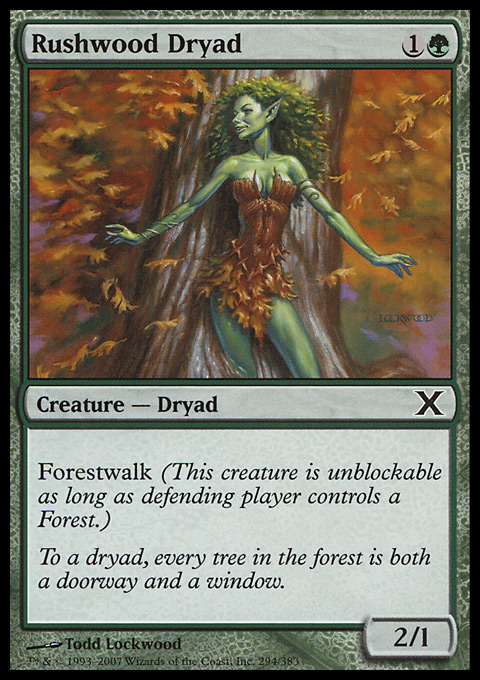 Rushwood Dryad 1
LOCKWOOD
Creature — Dryad X
Forestwalk (This creature is unblockable
as long as defending player controls a
Forest.)
To a dryad, every tree in the forest is both
a doorway and a window.
Todd Lockwood
2/1
™ & © 1993–2007 Wizards of the Coast, Inc. 294/383